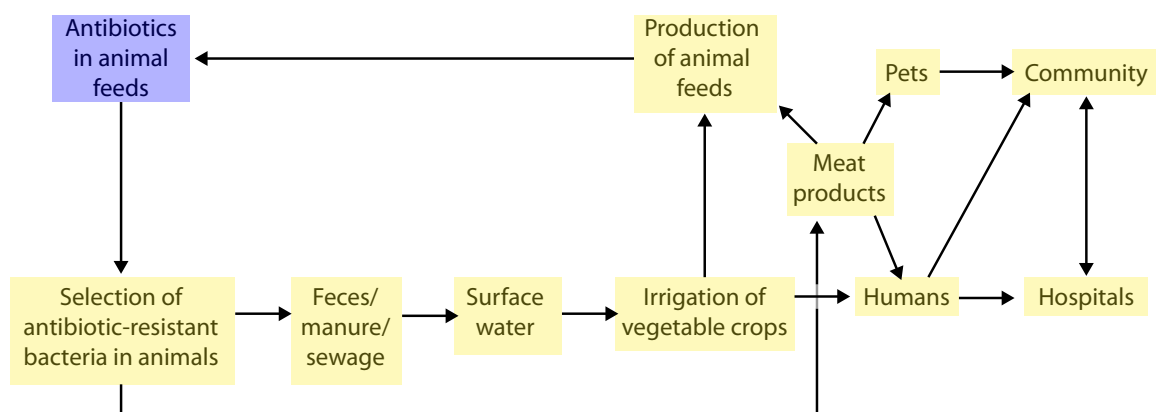 Antibiotics
in animal
feeds
Production
of animal
feeds
Pets
Community
Meat
products
Selection of
antibiotic-resistant
bacteria in animals
Feces/
manure/
sewage
Surface
water
Irrigation of
vegetable crops
Humans
Hospitals